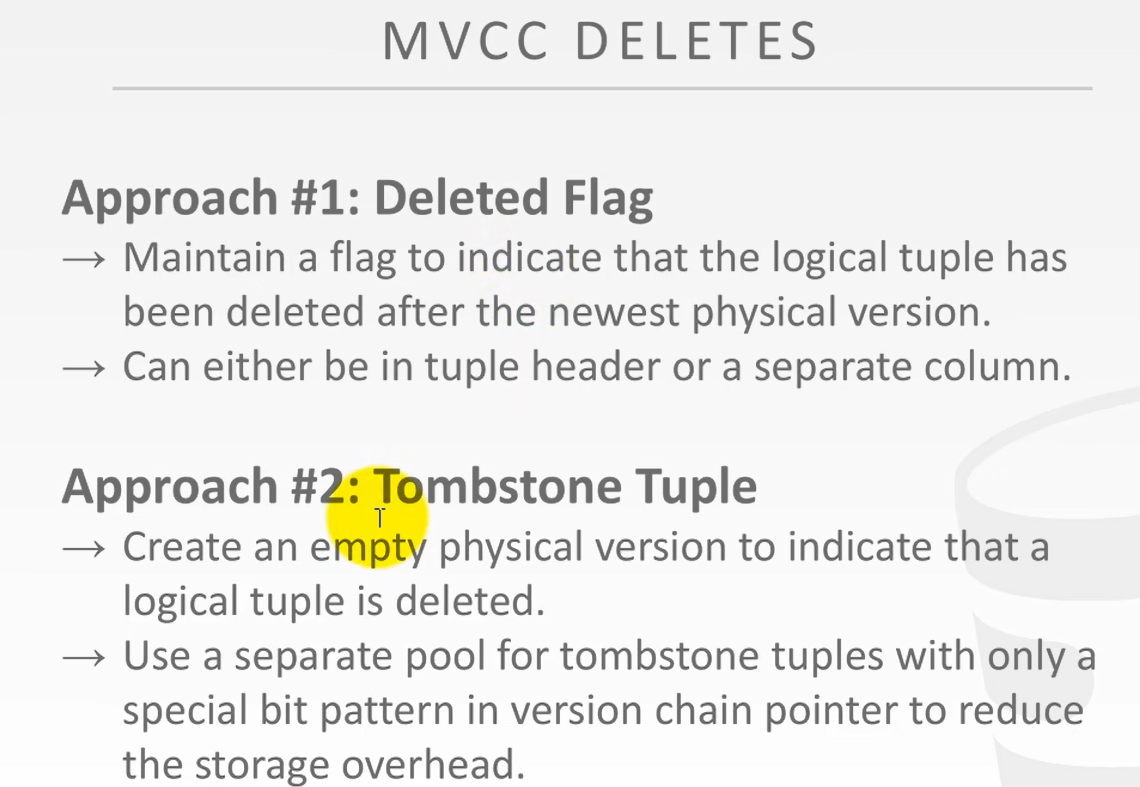 MVCC DELETES
Approach #1: Deleted Flag
→ Maintain a flag to indicate that the logical tuple has
been deleted after the newest physical version.
→ Can either be in tuple header or a separate column.
Approach #2: Tombstone Tuple
→ Create an empty physical version to indicate that a
logical tuple is deleted.
→ Use a separate pool for tombstone tuples with only a
special bit pattern in version chain pointer to reduce
the storage overhead.